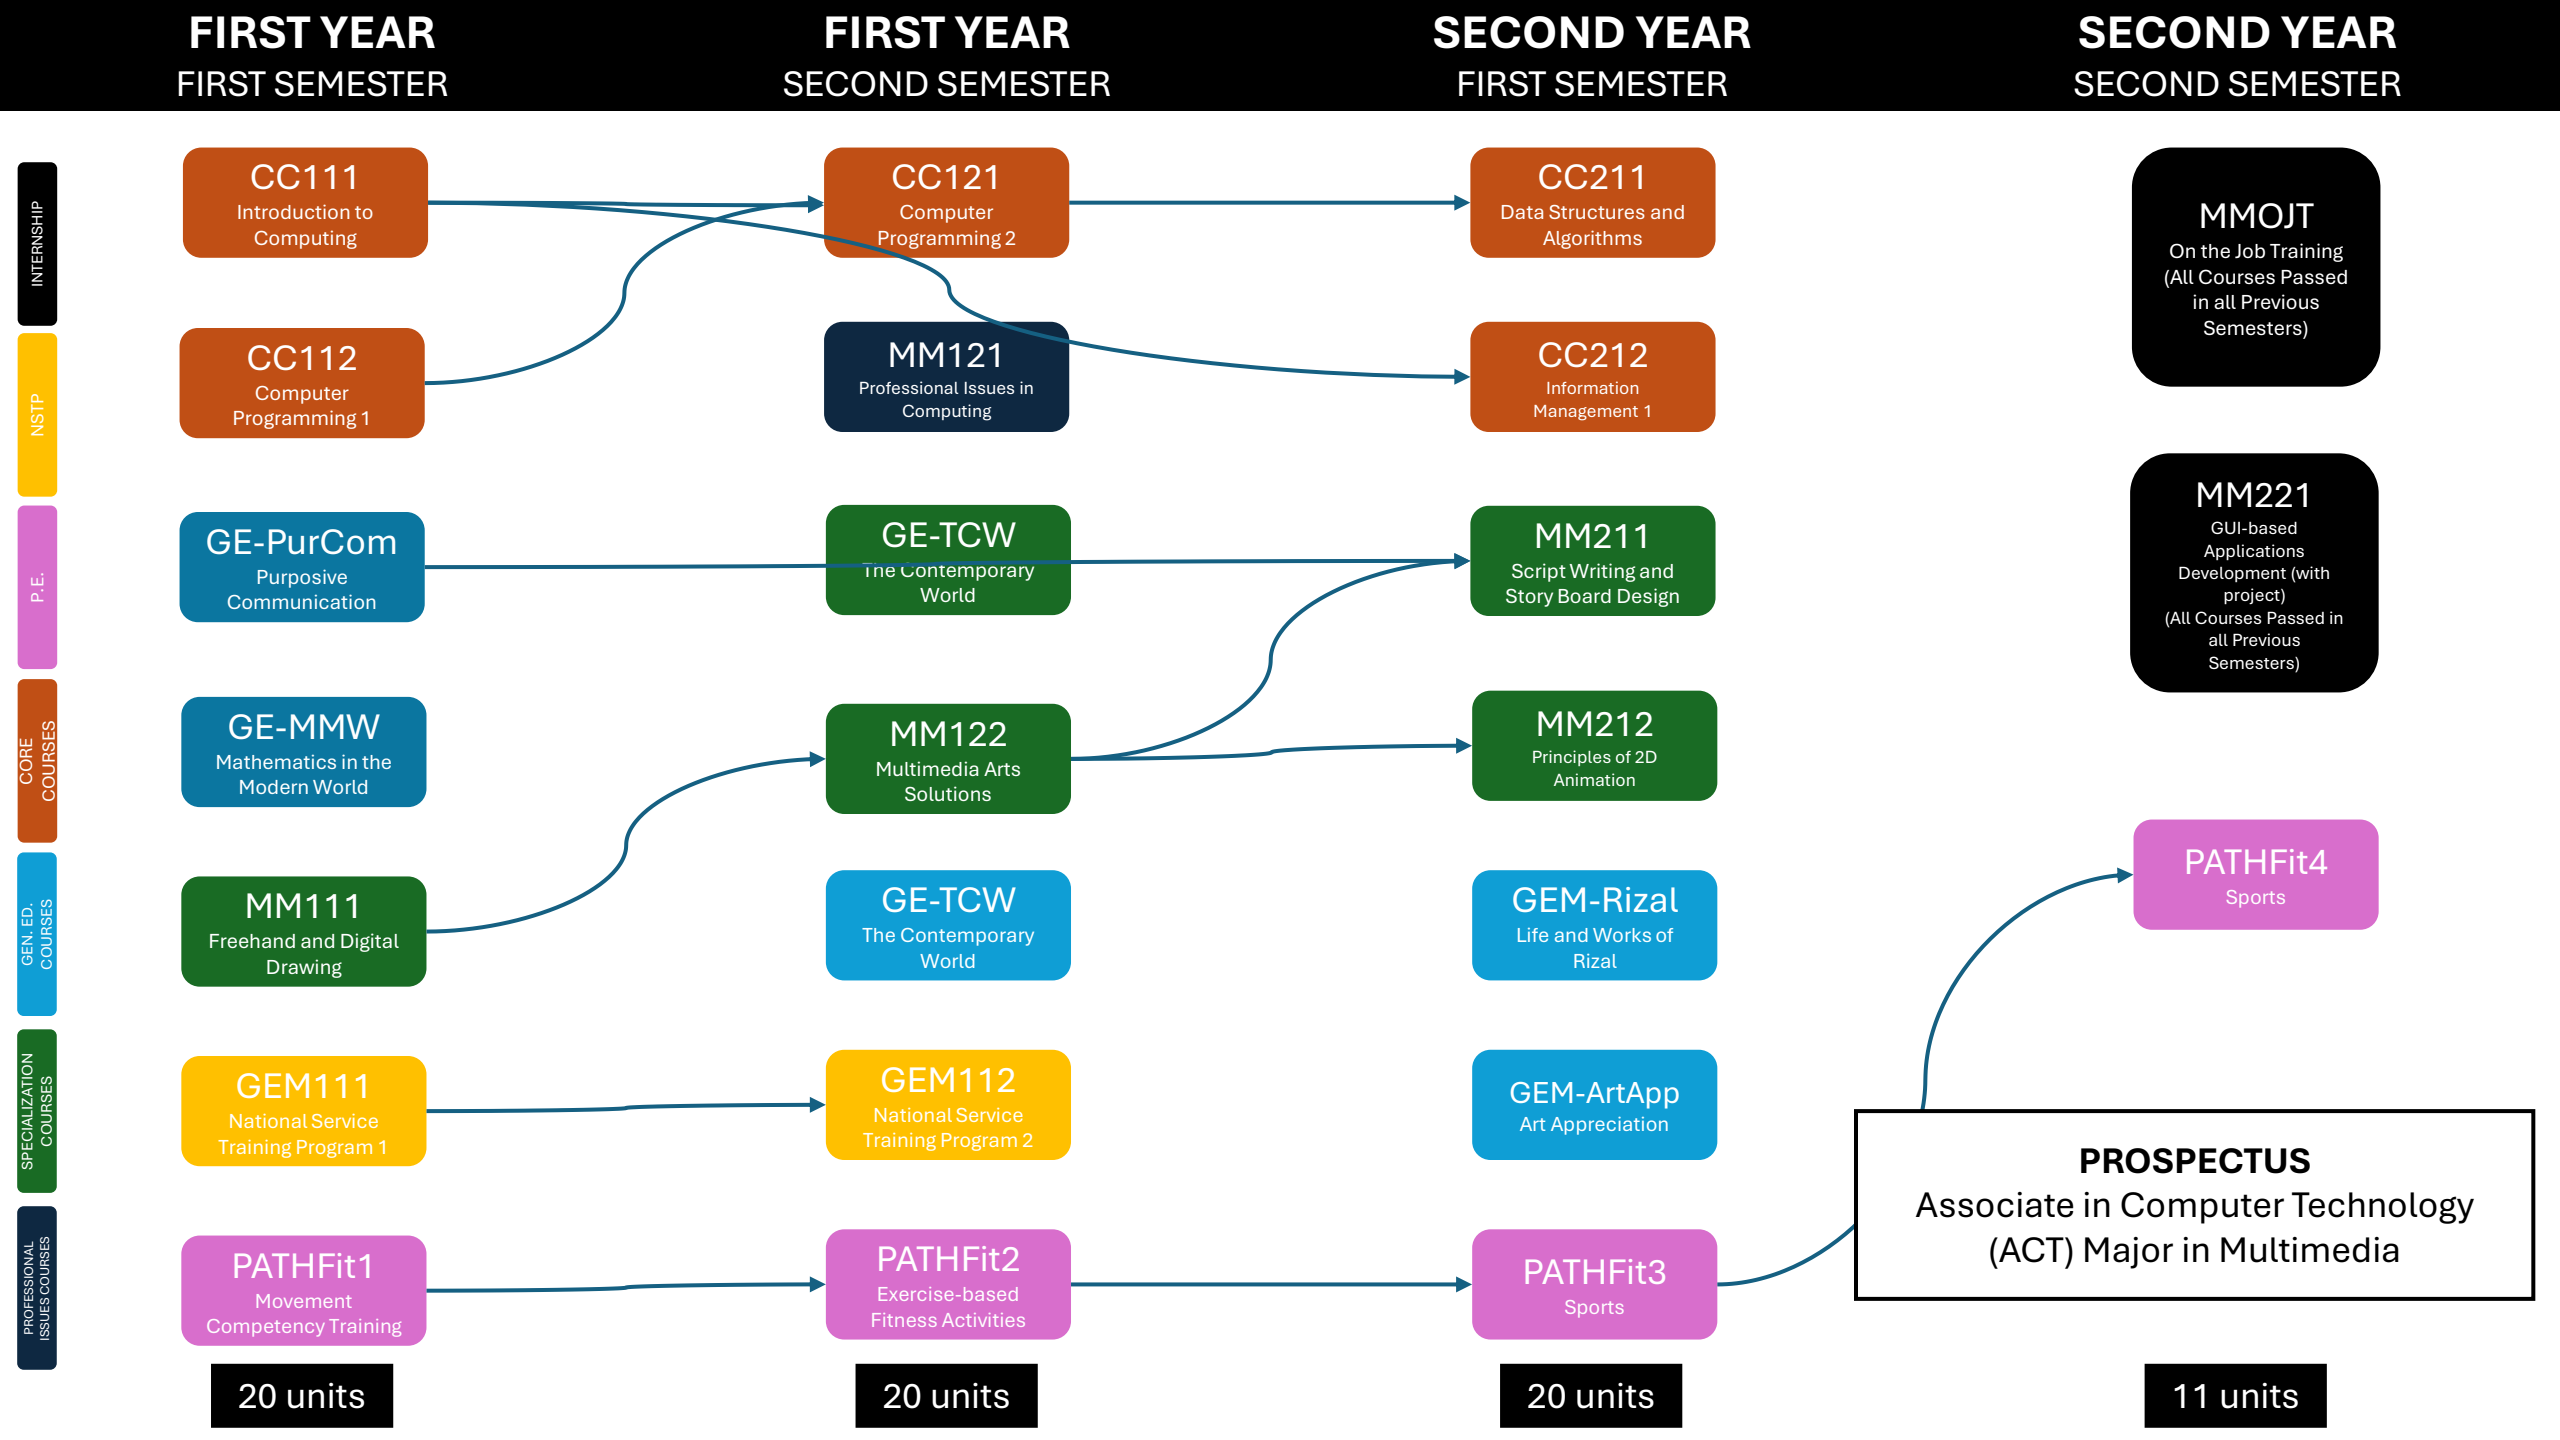 FIRST YEAR
FIRST SEMESTER
FIRST YEAR
SECOND SEMESTER
SECOND YEAR
FIRST SEMESTER
SECOND YEAR
SECOND SEMESTER
INTERNSHIP
NSTP
P.E.
CORE
COURSES
GEN. ED.
COURSES
SPECIALIZATION
COURSES
PROFESSIONAL
ISSUES COURSES
CC111
Introduction to
Computing
CC112
Computer
Programming 1
GE-PurCom
Purposive
Communication
GE-MMW
Mathematics in the
Modern World
MM111
Freehand and Digital
Drawing
GEM111
National Service
Training Program 1
PATHFit1
Movement
Competency Training
20 units
CC121
Computer
Programming 2
MM121
Professional Issues in
Computing
GE-TCW
The Contemporary
World
MM122
Multimedia Arts
Solutions
GE-TCW
The Contemporary
World
GEM112
National Service
Training Program 2
PATHFit2
Exercise-based
Fitness Activities
20 units
CC211
Data Structures and
Algorithms
CC212
Information
Management 1
MM211
Script Writing and
Story Board Design
MM212
Principles of 2D
Animation
GEM-Rizal
Life and Works of
Rizal
GEM-ArtApp
Art Appreciation
PATHFit3
Sports
20 units
MMOJT
On the Job Training
(All Courses Passed
in all Previous
Semesters)
MM221
GUI-based
Applications
Development (with
project)
(All Courses Passed in
all Previous
Semesters)
PATHFit4
Sports
PROSPECTUS
Associate in Computer Technology
(ACT) Major in Multimedia
11 units